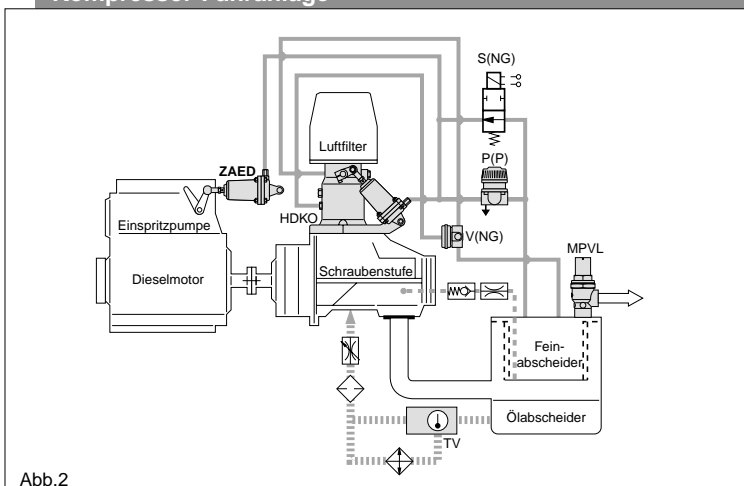 S(NG)
Luftfilter
P(P)
ZAED
HDKO
Einspritzpumpe
V(NG)
MPVL
Dieselmotor
Schraubenstufe
Fein-
abscheider
Ölabscheider
TV
Abb.2